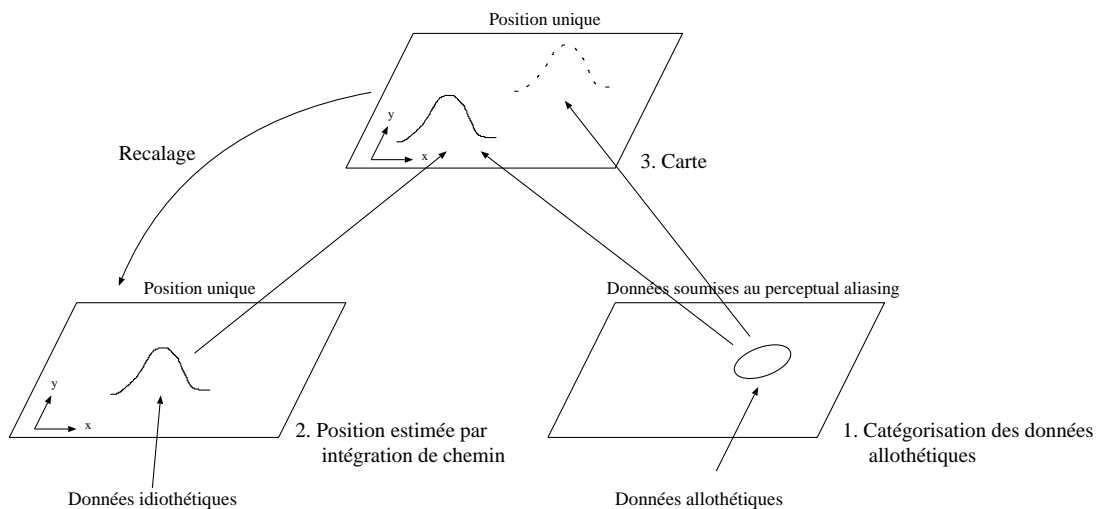 Position unique
y
x
Recalage
3. Carte
Position unique
Données soumises au perceptual aliasing
y
x
2. Position estimée par
intégration de chemin
1. Catégorisation des données
allothétiques
Données idiothétiques
Données allothétiques